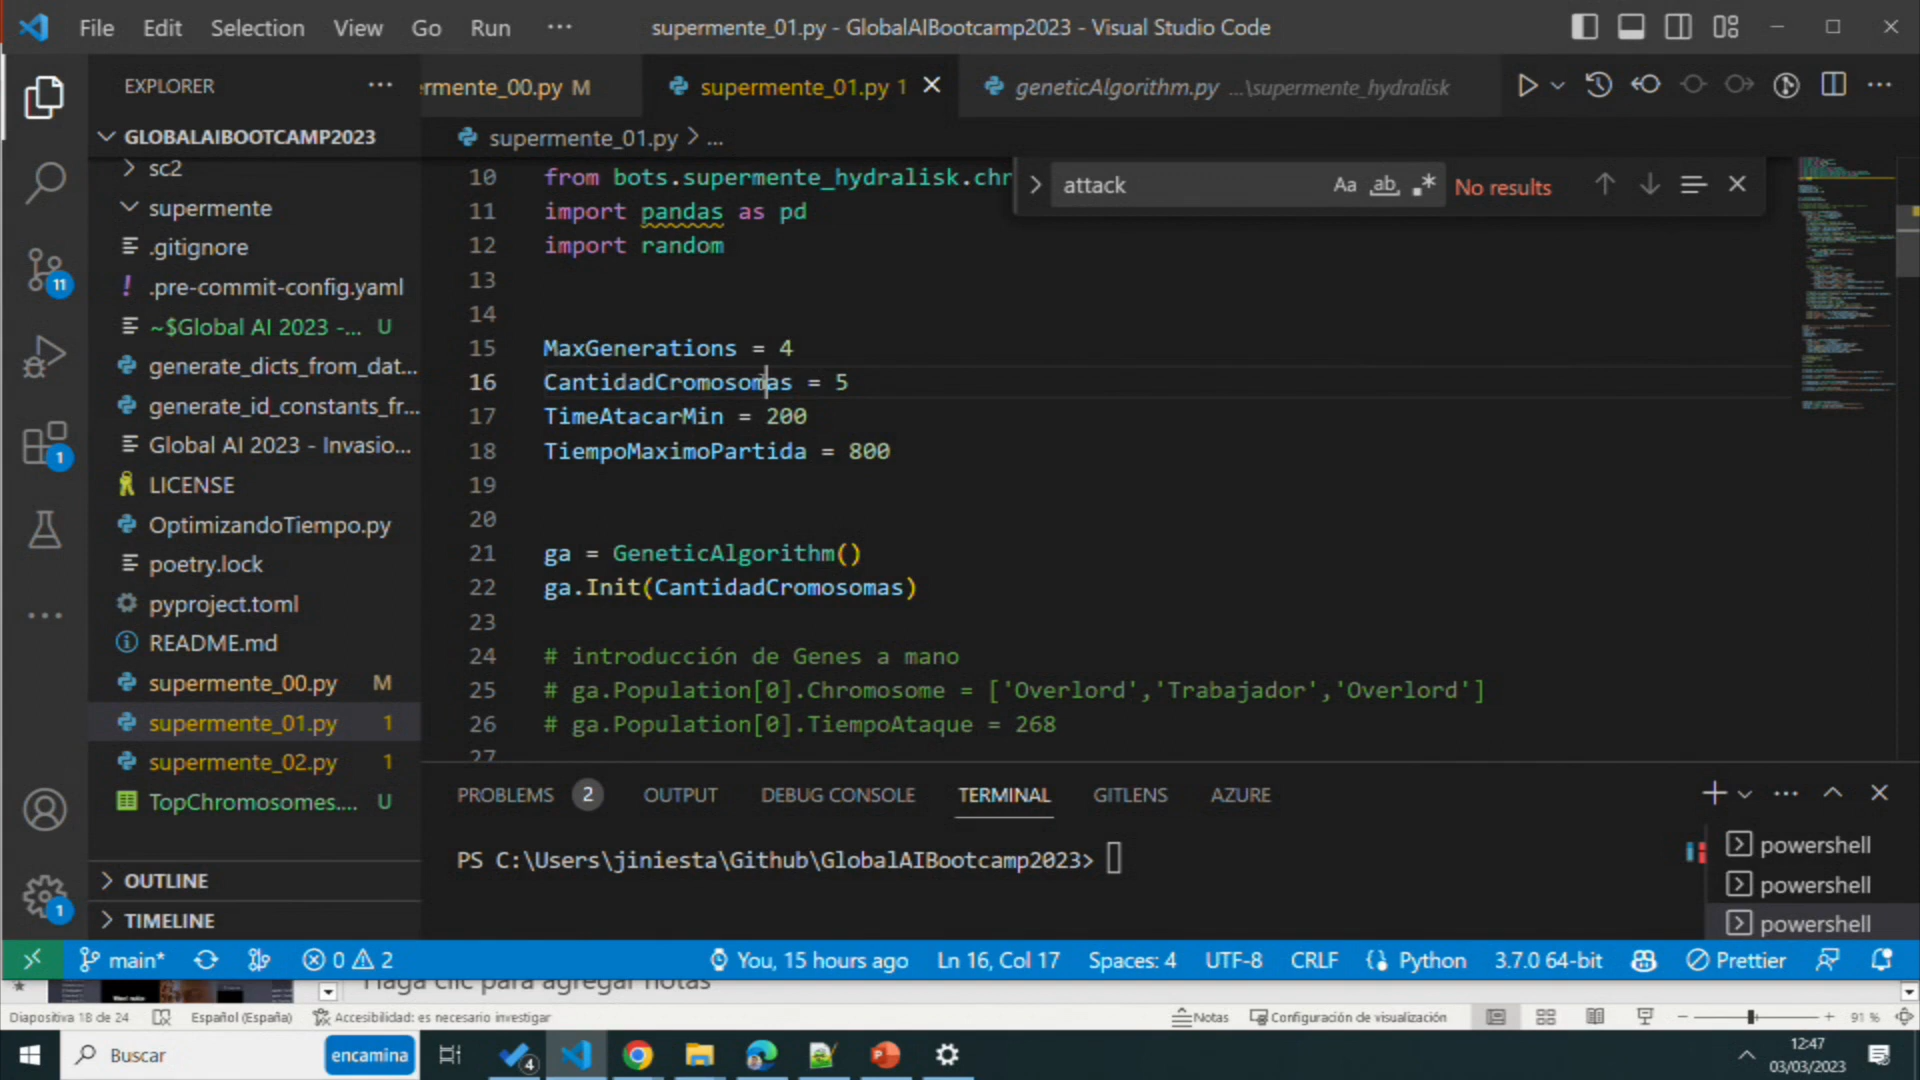 File Edit Selection View Go Run ··· supermente_01.py - GlobalAIBootcamp2023 - Visual Studio Code
EXPLORER ···
rmente_00.py M supermente_01.py 1 geneticAlgorithm.py ...\supermente_hydralisk
GLOBALAIBOOTCAMP2023
supermente_01.py > ...
sc2
supermente
.gitignore
.pre-commit-config.yaml
~$Global AI 2023 -... U
generate_dicts_from_dat...
generate_id_constants_fr...
Global AI 2023 - Invasio...
LICENSE
OptimizandoTiempo.py
poetry.lock
pyproject.toml
README.md
supermente_00.py M
supermente_01.py 1
supermente_02.py 1
TopChromosomes.... U
OUTLINE
TIMELINE
11
1
1
attack Aa ab No results
10 from bots.supermente_hydralisk.chr
11 import pandas as pd
12 import random
13
14
15 MaxGenerations = 4
16 CantidadCromosomas = 5
17 TimeAtacarMin = 200
18 TiempoMaximoPartida = 800
19
20
21 ga = GeneticAlgorithm()
22 ga.Init(CantidadCromosomas)
23
24 # introducción de Genes a mano
25 # ga.Population[0].Chromosome = ['Overlord','Trabajador','Overlord']
26 # ga.Population[0].TiempoAtaque = 268
27
PROBLEMS 2 OUTPUT DEBUG CONSOLE TERMINAL GITLENS AZURE
PS C:\Users\jiniesta\Github\GlobalAIBootcamp2023>
powershell
powershell
powershell
main* 0 2 You, 15 hours ago Ln 16, Col 17 Spaces: 4 UTF-8 CRLF Python 3.7.0 64-bit Prettier
Haga clic para agregar notas
Diapositiva 18 de 24 Español (España) Accesibilidad: es necesario investigar Notas Configuración de visualización 91 %
Buscar encamina 4 12:47
03/03/2023